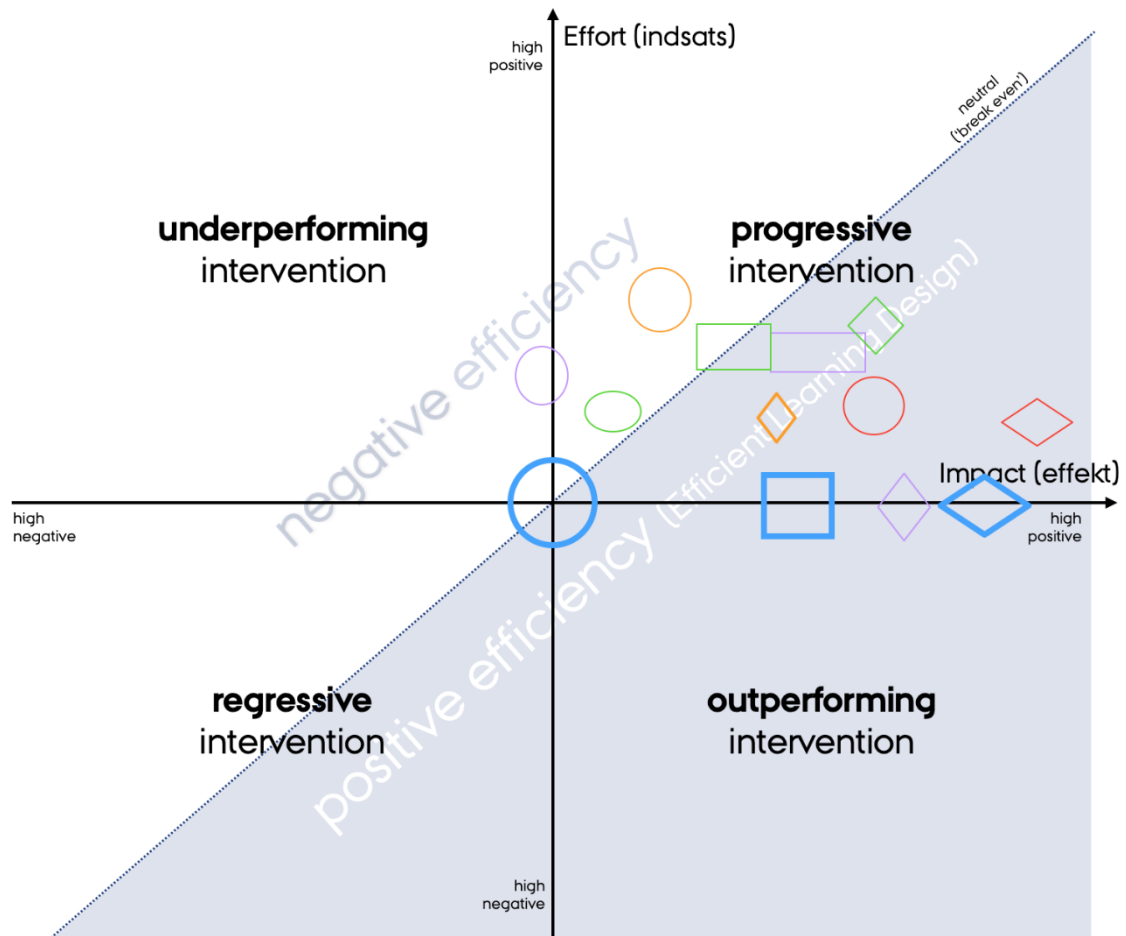 Effort (indsats)
high
positive
neutral
('break even')
underperforming
intervention
progressive
intervention
negative efficiency
positive efficiency (Efficient Learning Design)
Impact (effekt)
high
negative
high
positive
regressive
intervention
outperforming
intervention
high
negative